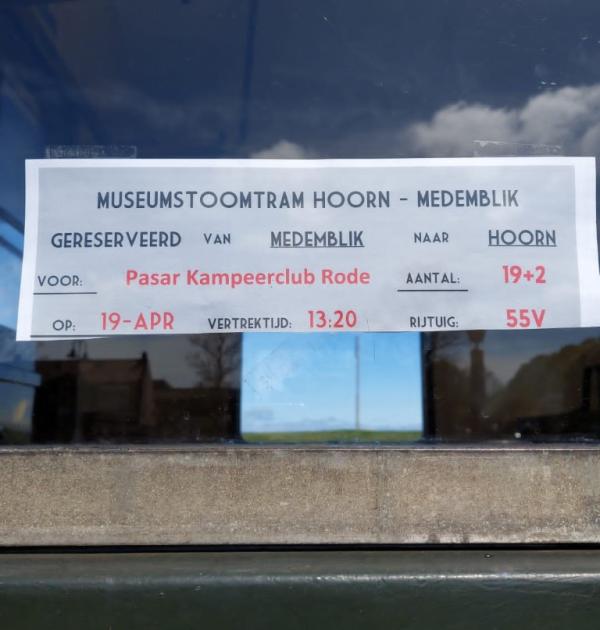 MUSEUMSTOOMTRAM HOORN - MEDEMBLIK
GERESERVEERD VAN MEDEMBLIK NAAR HOORN
VOOR: Pasar Kampeerclub Rode AANTAL: 19+2
OP: 19-APR VERTREKTIJD: 13:20 RIJTUIG: 55V